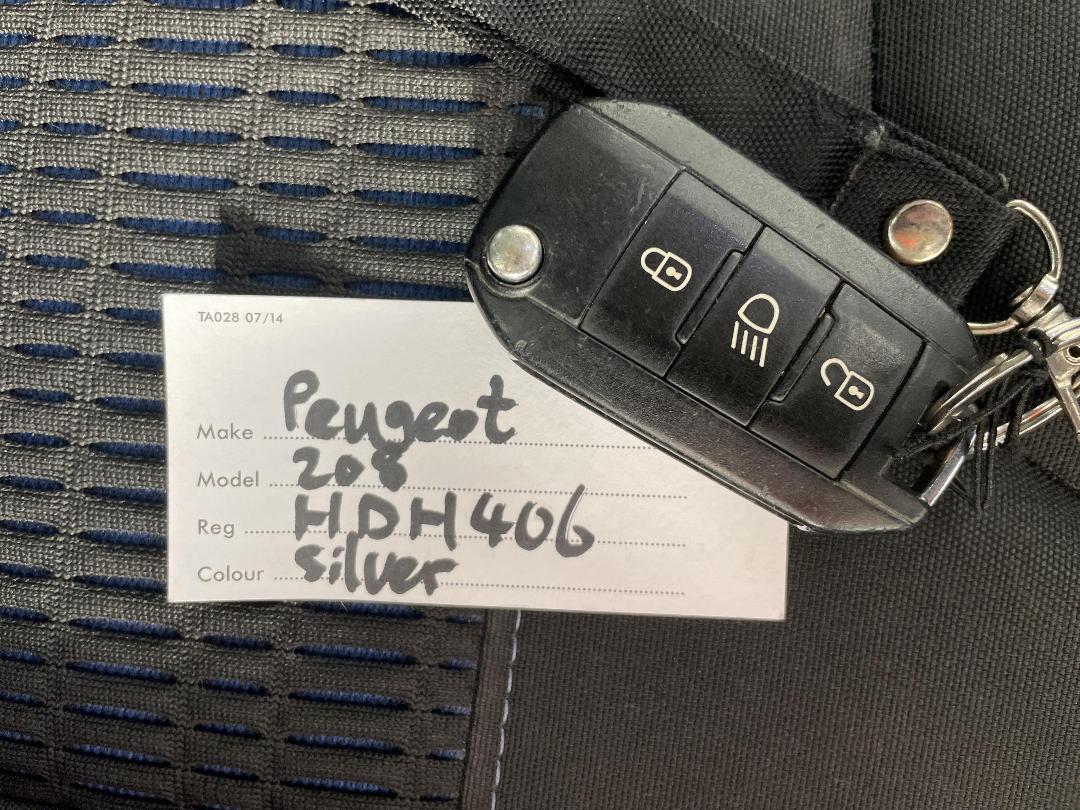 TA028 07/14
Make Peugeot
Model 208
Reg HDH406
Colour silver